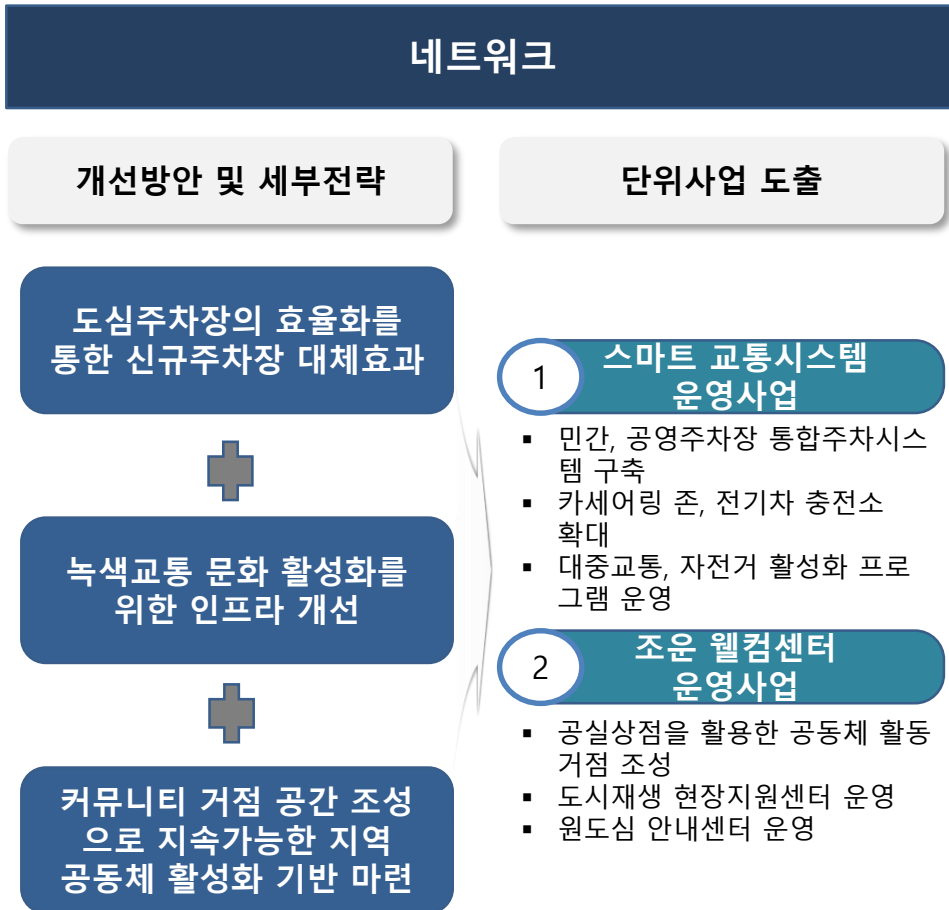 네트워크
개선방안 및 세부전략
도심주차장의 효율화를
통한 신규주차장 대체효과
녹색교통 문화 활성화를
위한 인프라 개선
커뮤니티 거점 공간 조성
으로 지속가능한 지역
공동체 활성화 기반 마련
단위사업 도출
1
스마트 교통시스템
운영사업
▪ 민간, 공영주차장 통합주차시스
템 구축
▪ 카세어링 존, 전기차 충전소
확대
▪ 대중교통, 자전거 활성화 프로
그램 운영
2
조운 웰컴센터
운영사업
▪ 공실상점을 활용한 공동체 활동
거점 조성
▪ 도시재생 현장지원센터 운영
▪ 원도심 안내센터 운영